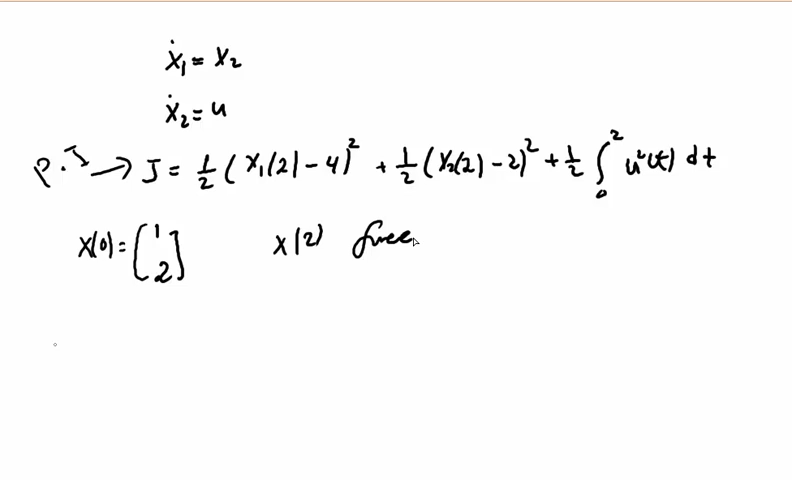 ẋ₁ = x₂
ẋ₂ = u
P.I → J = 1/2 (x₁(2) - 4)² + 1/2 (x₂(2) - 2)² + 1/2 ∫₀² u²(t) dt
x(0) = [1 2] x(2) free